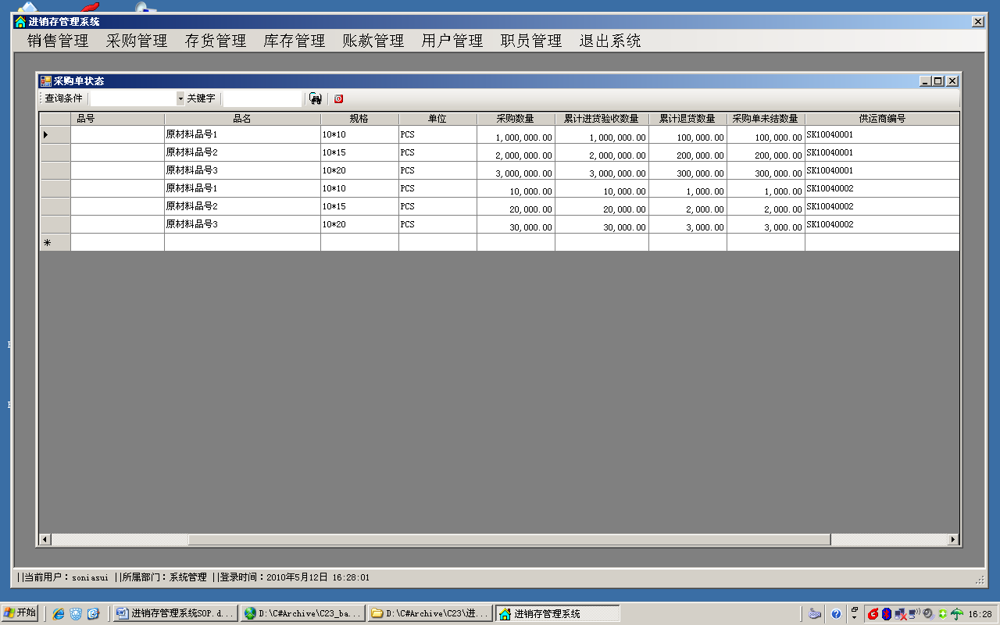 进销存管理系统
销售管理 采购管理 存货管理 库存管理 账款管理 用户管理 职员管理 退出系统
采购单状态
查询条件 关键字
品号 品名 规格 单位 采购数量 累计进货验收数量 累计退货数量 采购单未结数量 供运商编号
原材料品号1 10*10 PCS 1,000,000.00 1,000,000.00 100,000.00 100,000.00 SK10040001
原材料品号2 10*15 PCS 2,000,000.00 2,000,000.00 200,000.00 200,000.00 SK10040001
原材料品号3 10*20 PCS 3,000,000.00 3,000,000.00 300,000.00 300,000.00 SK10040001
原材料品号1 10*10 PCS 10,000.00 10,000.00 1,000.00 1,000.00 SK10040002
原材料品号2 10*15 PCS 20,000.00 20,000.00 2,000.00 2,000.00 SK10040002
原材料品号3 10*20 PCS 30,000.00 30,000.00 3,000.00 3,000.00 SK10040002
||当前用户：soniasui ||所属部门：系统管理 ||登录时间：2010年5月12日 16:28:01
开始 进销存管理系统SOP.d... D:\C#Archive\C23_ba... D:\C#Archive\C23\进... 进销存管理系统 16:28